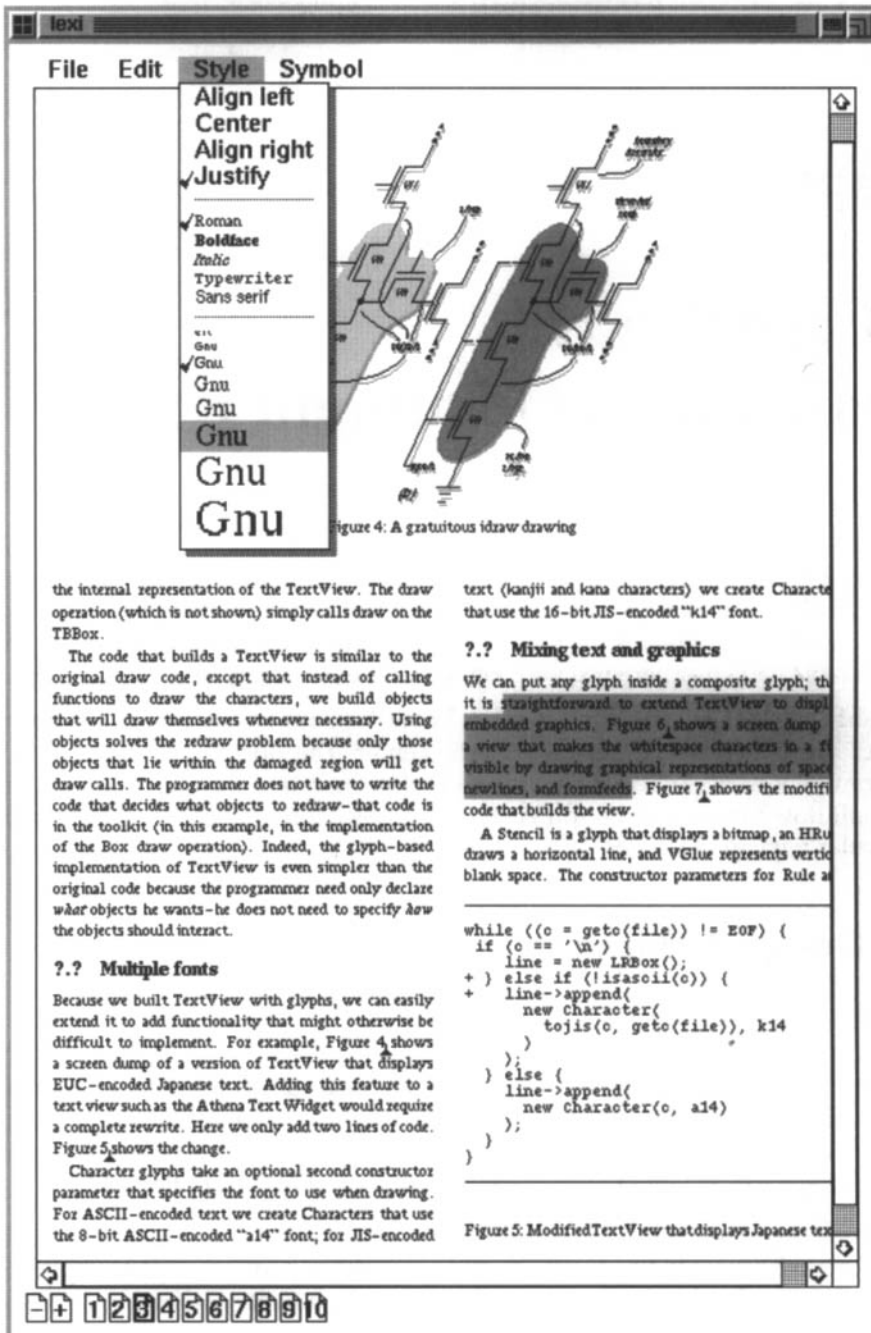 lexi
File Edit Style Symbol
Align left
Center
Align right
Justify
Roman
Boldface
Italic
Typewriter
Sans serif
Gnu
Gnu
Gnu
Gnu
Gnu
Gnu
Gnu
Figure 4: A gratuitous idraw drawing
the internal representation of the TextView. The draw
operation (which is not shown) simply calls draw on the
TBBox.
The code that builds a TextView is similar to the
original draw code, except that instead of calling
functions to draw the characters, we build objects
that will draw themselves whenever necessary. Using
objects solves the redraw problem because only those
objects that lie within the damaged region will get
draw calls. The programmer does not have to write the
code that decides what objects to redraw-that code is
in the toolkit (in this example, in the implementation
of the Box draw operation). Indeed, the glyph-based
implementation of TextView is even simpler than the
original code because the programmer need only declare
what objects he wants-he does not need to specify how
the objects should interact.
?.? Multiple fonts
Because we built TextView with glyphs, we can easily
extend it to add functionality that might otherwise be
difficult to implement. For example, Figure 4 shows
a screen dump of a version of TextView that displays
EUC-encoded Japanese text. Adding this feature to a
text view such as the Athena Text Widget would require
a complete rewrite. Here we only add two lines of code.
Figure 5 shows the change.
Character glyphs take an optional second constructor
parameter that specifies the font to use when drawing.
For ASCII-encoded text we create Characters that use
the 8-bit ASCII-encoded "a14" font; for JIS-encoded
text (kanjii and kana characters) we create Characte
that use the 16-bit JIS-encoded "k14" font.
?.? Mixing text and graphics
We can put any glyph inside a composite glyph; th
it is straightforward to extend TextView to displ
embedded graphics. Figure 6 shows a screen dump
a view that makes the whitespace characters in a fi
visible by drawing graphical representations of space
newlines, and formfeeds. Figure 7 shows the modifi
code that builds the view.
A Stencil is a glyph that displays a bitmap, an HRu
draws a horizontal line, and VGlue represents vertic
blank space. The constructor parameters for Rule a
while ((c = getc(file)) != EOF) {
if (c == '\n') {
line = new LRBox();
+ } else if (!isascii(c)) {
+ line->append(
new Character(
tojis(c, getc(file)), k14
)
);
} else {
line->append(
new Character(c, a14)
);
}
}
Figure 5: Modified TextView that displays Japanese tex
- + 1 2 3 4 5 6 7 8 9 10